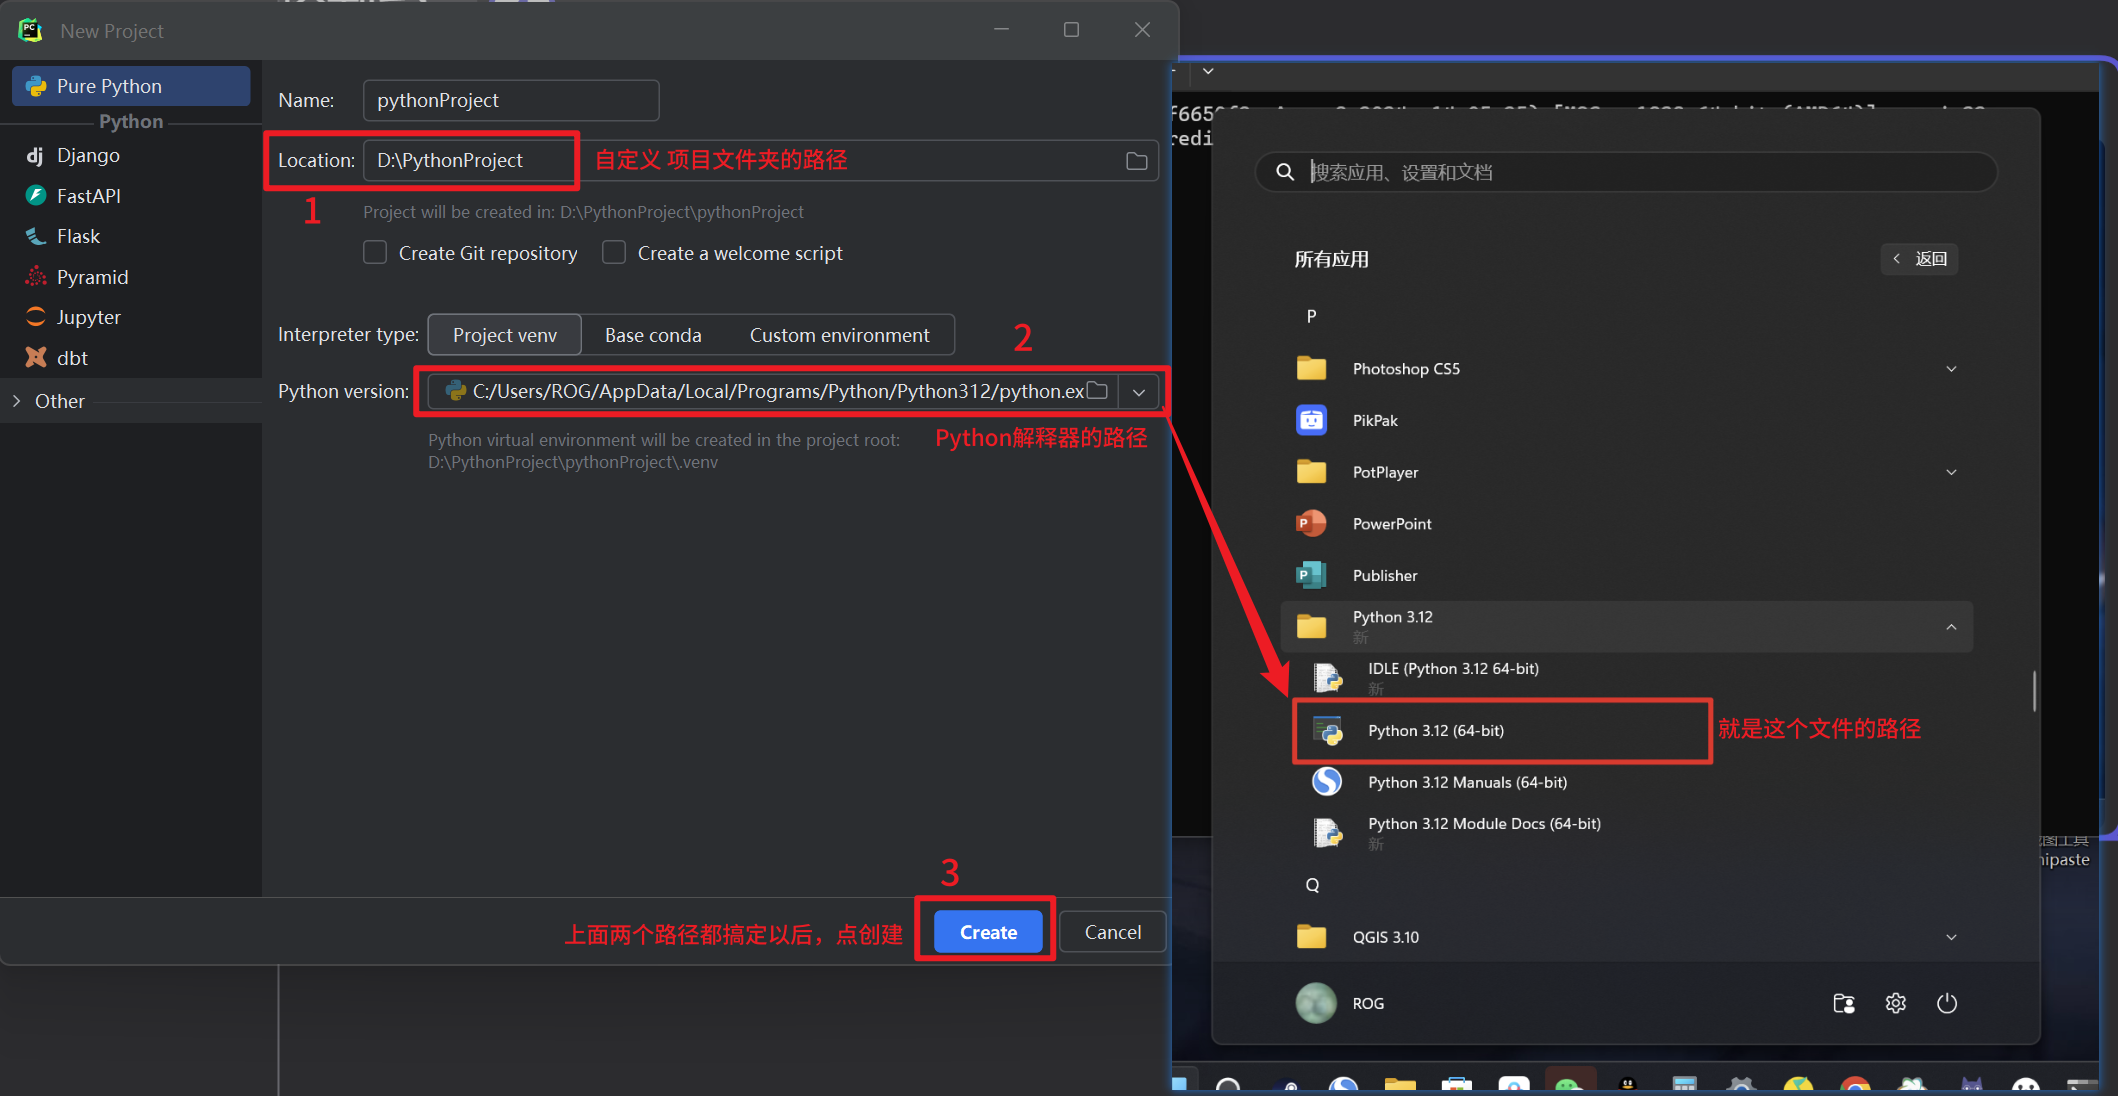 New Project
Pure Python
Python
Django
FastAPI
Flask
Pyramid
Jupyter
dbt
Other
Name: pythonProject
Location: D:\PythonProject 自定义 项目文件夹的路径
1
Project will be created in: D:\PythonProject\pythonProject
Create Git repository Create a welcome script
Interpreter type: Project venv Base conda Custom environment
2
Python version: C:/Users/ROG/AppData/Local/Programs/Python/Python312/python.ex
Python virtual environment will be created in the project root:
D:\PythonProject\pythonProject\.venv
Python解释器的路径
3
上面两个路径都搞定以后，点创建
Create Cancel
redi
搜索应用、设置和文档
所有应用
返回
P
Photoshop CS5
PikPak
PotPlayer
PowerPoint
Publisher
Python 3.12
新
IDLE (Python 3.12 64-bit)
新
Python 3.12 (64-bit)
就是这个文件的路径
Python 3.12 Manuals (64-bit)
Python 3.12 Module Docs (64-bit)
新
Q
QGIS 3.10
ROG
图工具
nipaste